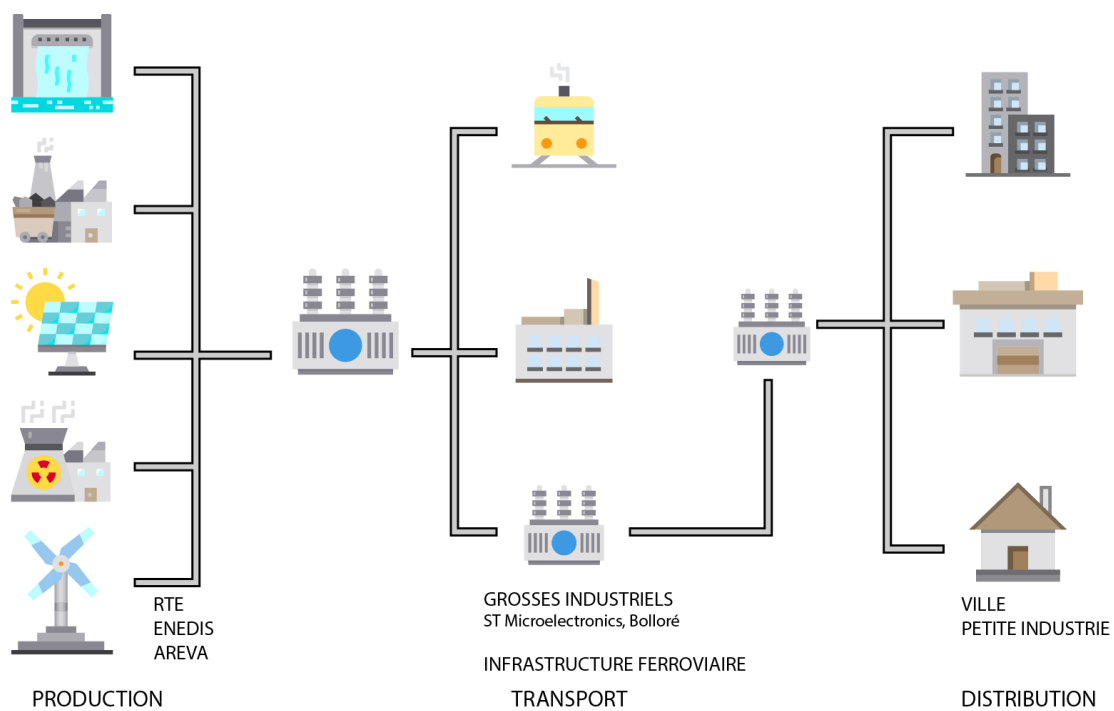 RTE
ENEDIS
AREVA
PRODUCTION
GROSSES INDUSTRIELS
ST Microelectronics, Bolloré
INFRASTRUCTURE FERROVIAIRE
TRANSPORT
VILLE
PETITE INDUSTRIE
DISTRIBUTION